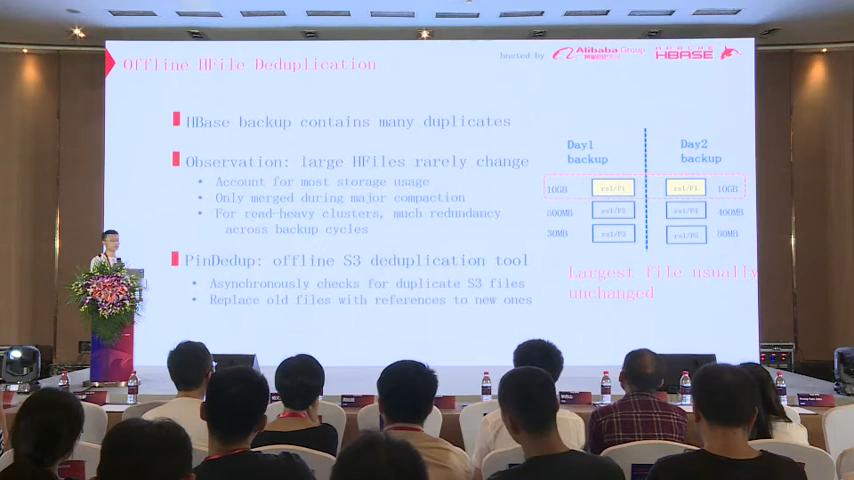 Offline HFile Deduplication
hosted by
Alibaba Group
APACHE
HBASE
HBase backup contains many duplicates
Observation: large HFiles rarely change
• Account for most storage usage
• Only merged during major compaction
• For read-heavy clusters, much redundancy
across backup cycles
PinDedup: offline S3 deduplication tool
• Asynchronously checks for duplicate S3 files
• Replace old files with references to new ones
Day1
backup
Day2
backup
10GB
rs1/F1
rs1/F1
10GB
800MB
rs1/F2
rs1/F4
400MB
30MB
rs1/F3
rs1/F5
80MB
Largest file usually
unchanged